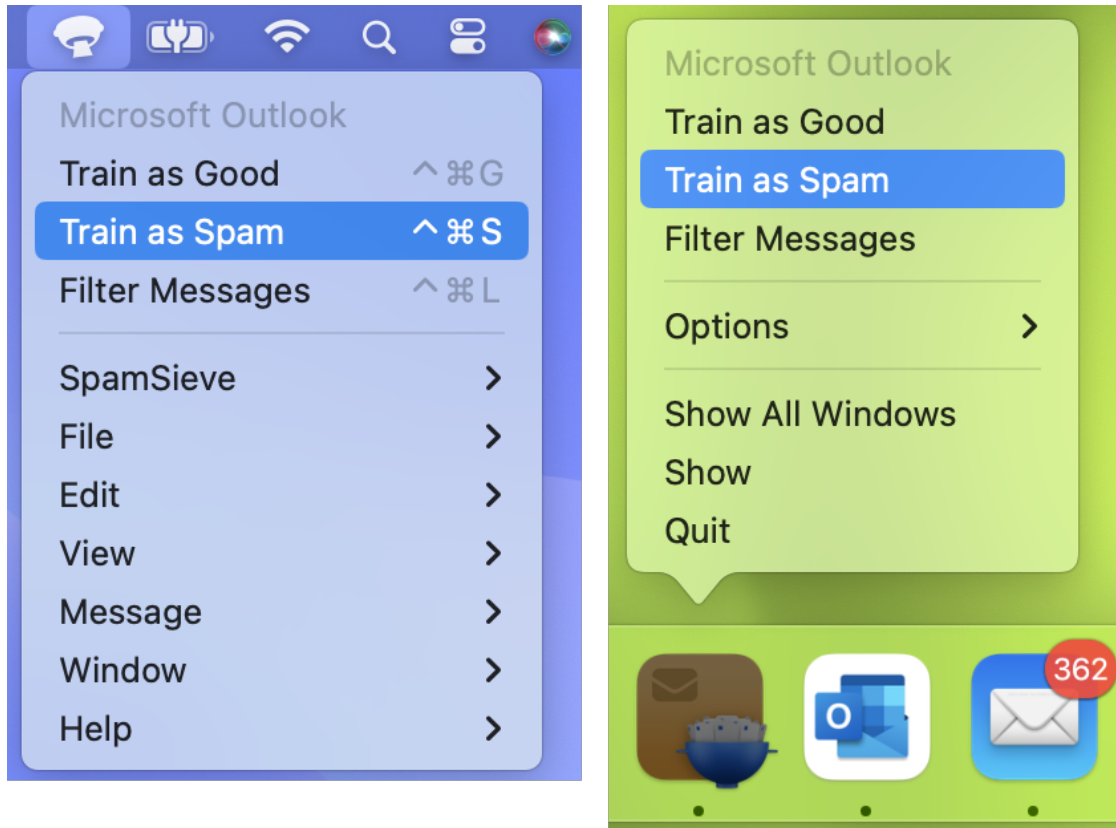 Microsoft Outlook
Train as Good ^⌘G
Train as Spam ^⌘S
Filter Messages ^⌘L
SpamSieve
File
Edit
View
Message
Window
Help
Microsoft Outlook
Train as Good
Train as Spam
Filter Messages
Options
Show All Windows
Show
Quit
O
362